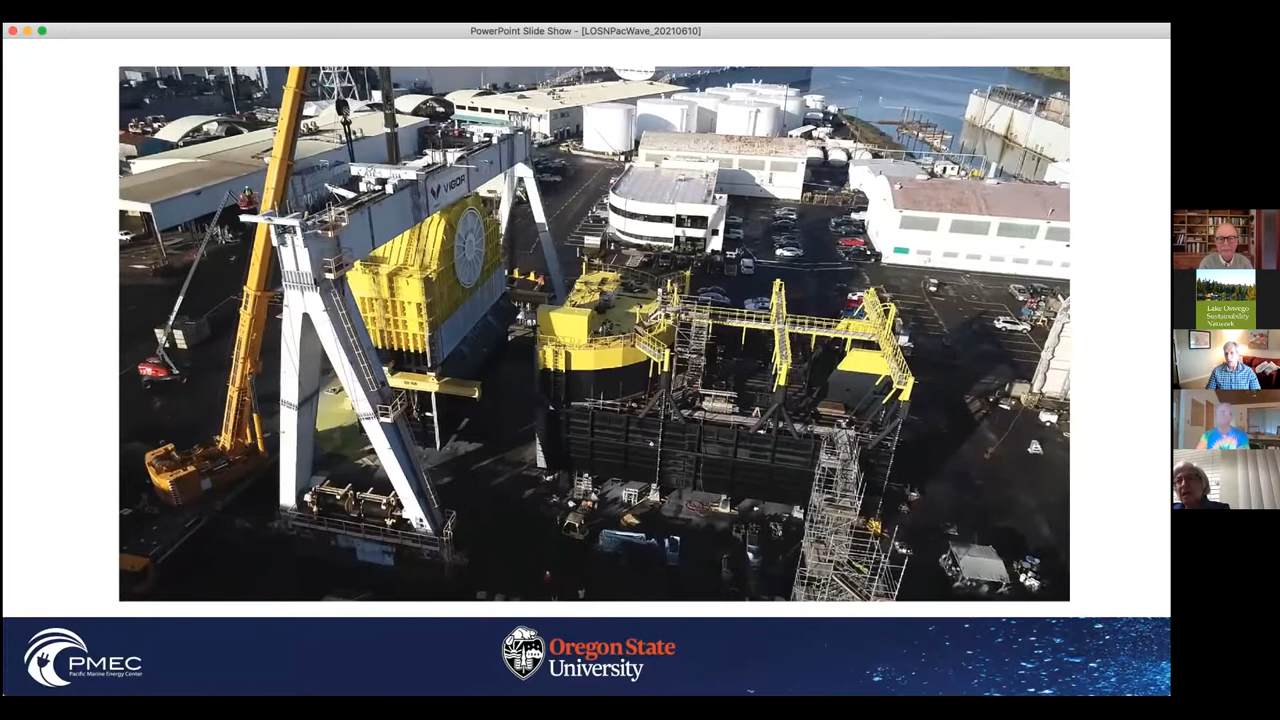 PowerPoint Slide Show - [LOSNPacWave_20210610]
VIGOR
Lake Oswego
Sustainability
Network
PMEC
Pacific Marine Energy Center
Oregon State
University